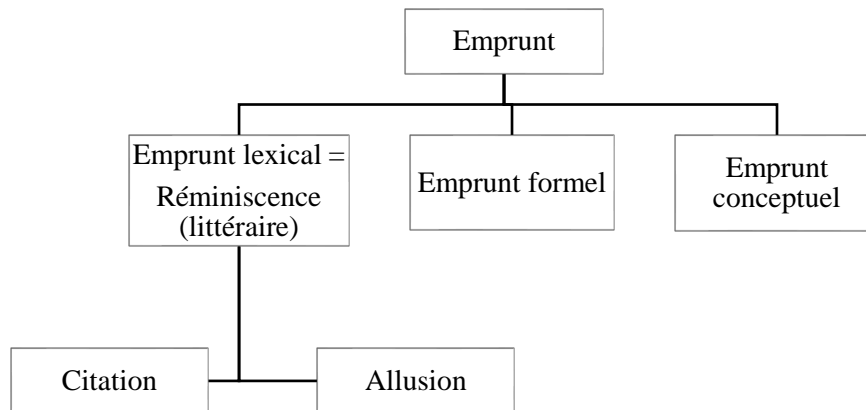 Emprunt
Emprunt lexical =
Réminiscence
(littéraire)
Emprunt formel
Emprunt
conceptuel
Citation
Allusion